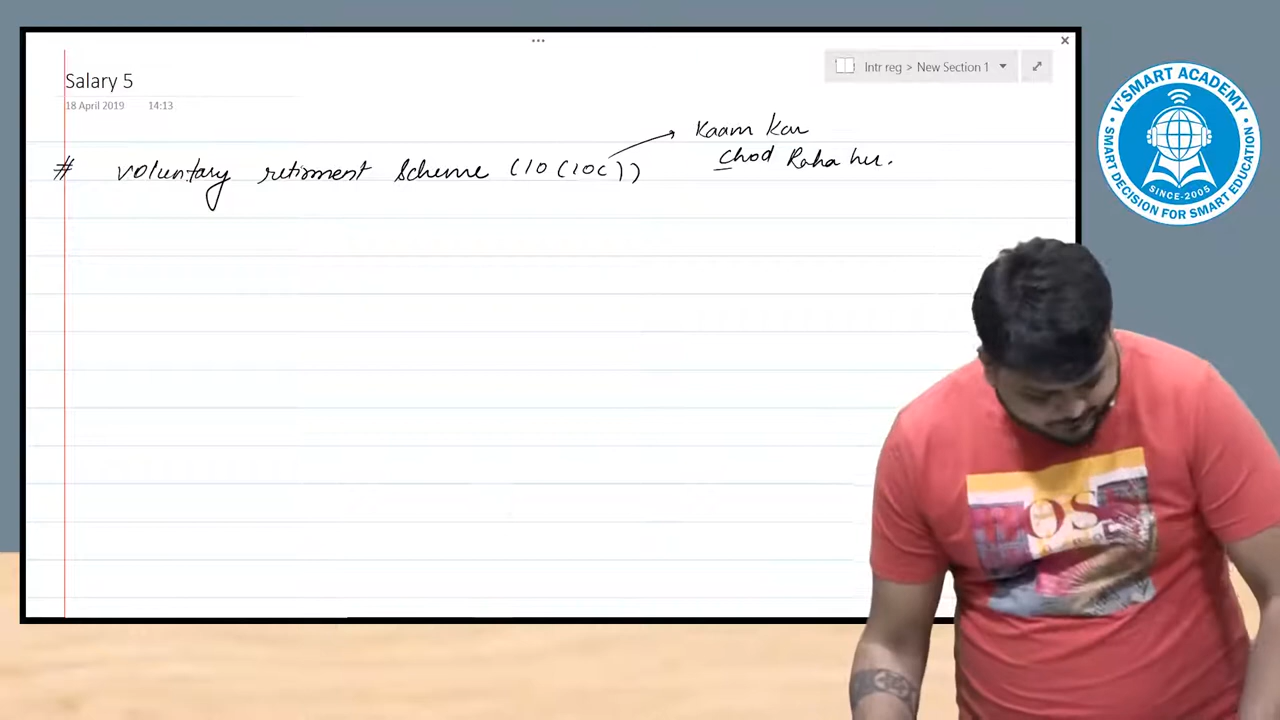 Salary 5
18 April 2019 14:13
Intr reg > New Section 1
Kaam Kar
Chod Raha hu.
# voluntary retirement Scheme (10(10C))
V'SMART ACADEMY
SINCE-2005
SMART DECISION FOR SMART EDUCATION
OS